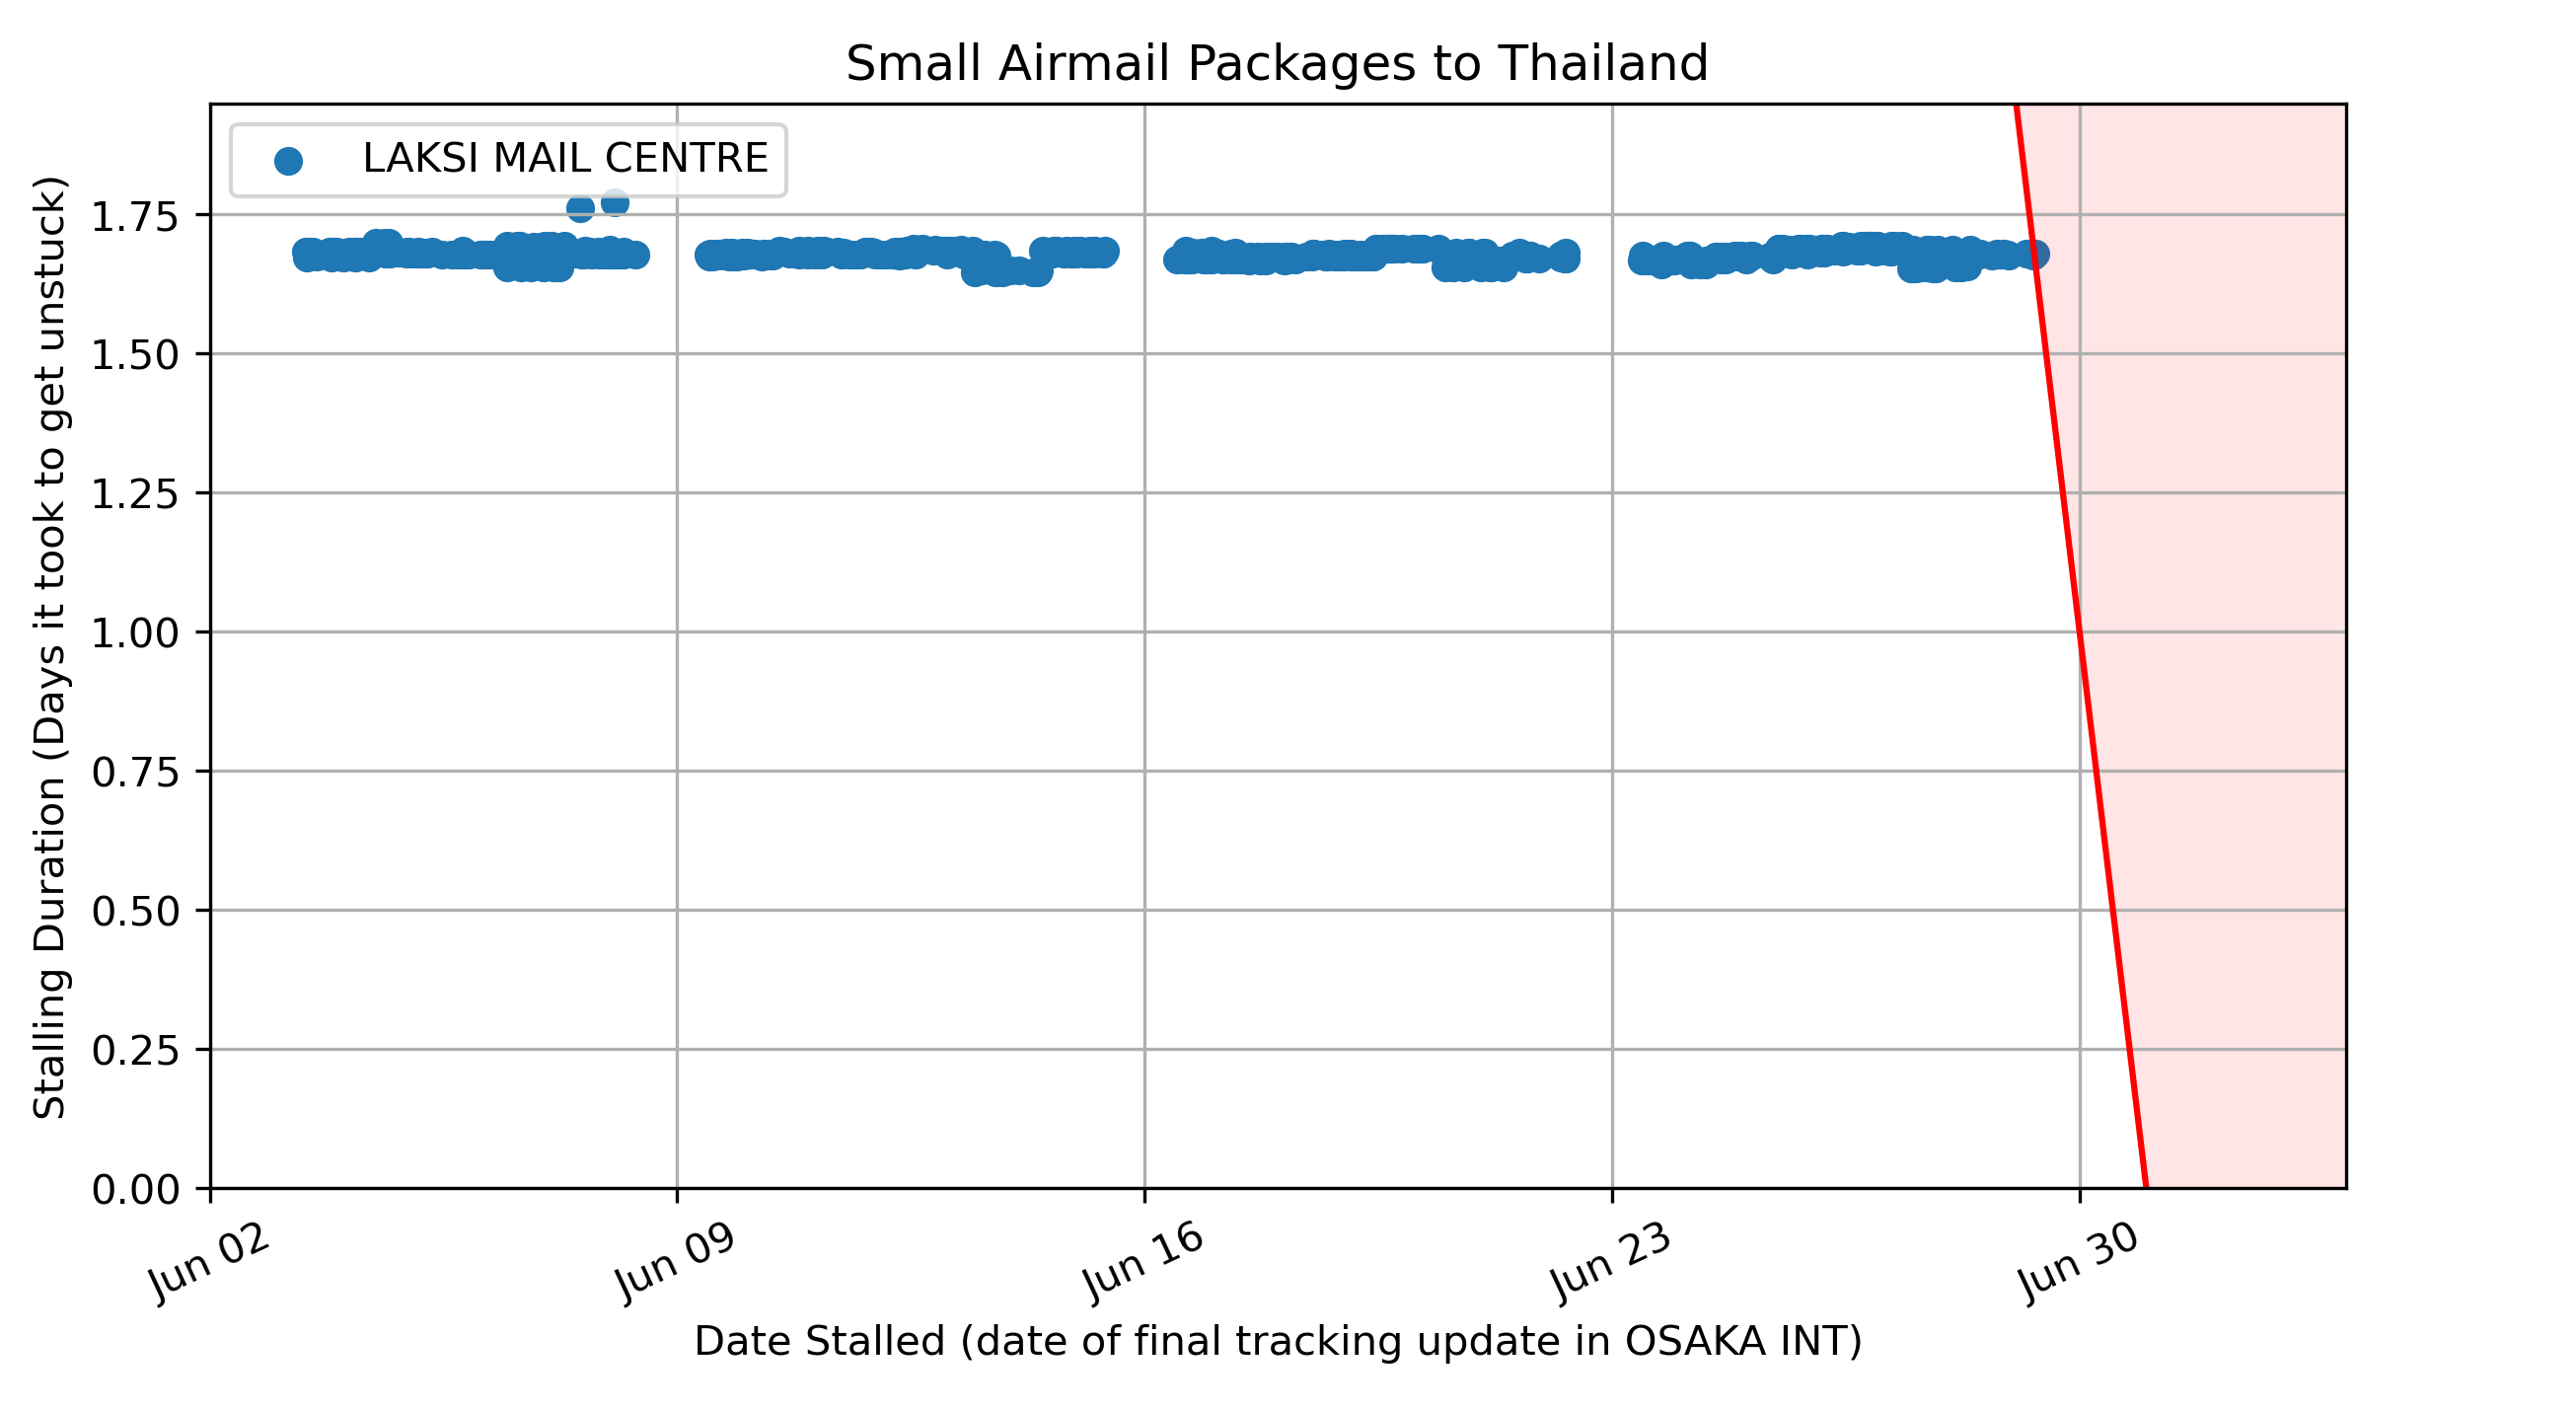 Small Airmail Packages to Thailand
LAKSI MAIL CENTRE
Stalling Duration (Days it took to get unstuck)
1.75
1.50
1.25
1.00
0.75
0.50
0.25
0.00
Jun 02
Jun 09
Jun 16
Jun 23
Jun 30
Date Stalled (date of final tracking update in OSAKA INT)